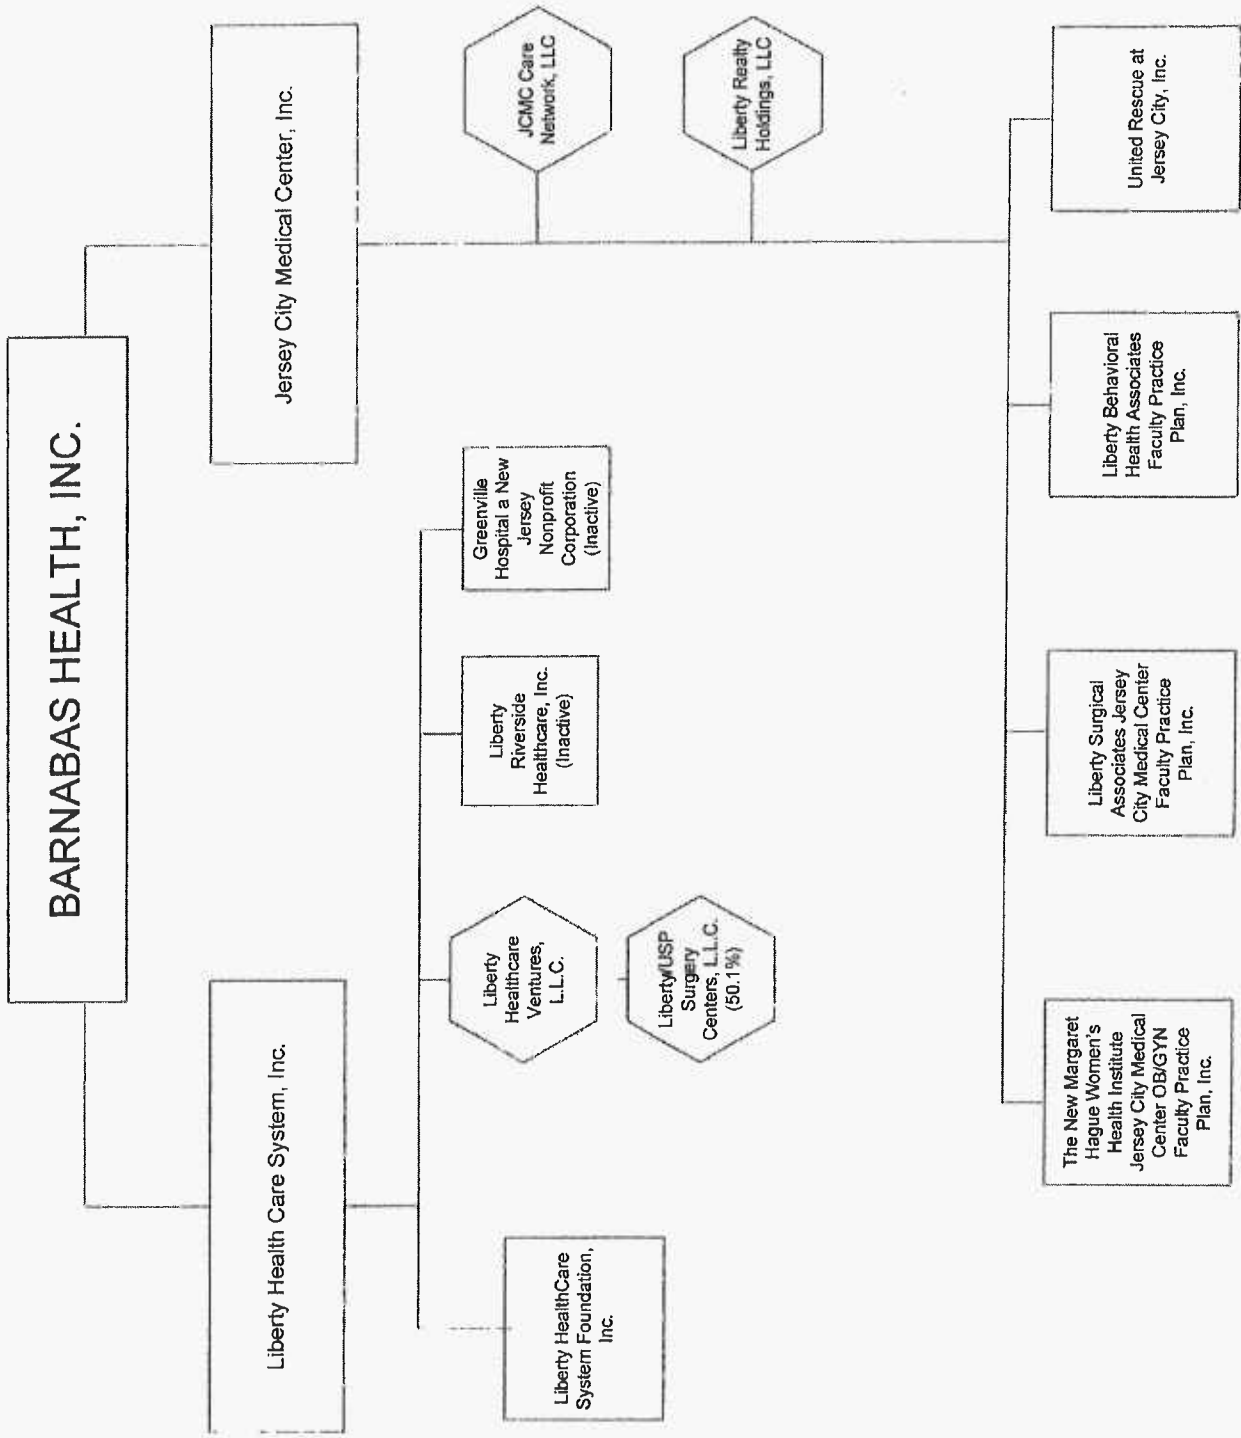 BARNABAS HEALTH, INC.
Liberty Health Care System, Inc.
Jersey City Medical Center, Inc.
Liberty HealthCare
System Foundation,
Inc.
Liberty
Healthcare
Ventures,
L.L.C.
Liberty/USP
Surgery
Centers, L.L.C.
(50.1%)
Liberty
Riverside
Healthcare, Inc.
(Inactive)
Greenville
Hospital a New
Jersey
Nonprofit
Corporation
(Inactive)
JCMC Care
Network, LLC
Liberty Realty
Holdings, LLC
The New Margaret
Hague Women's
Health Institute
Jersey City Medical
Center OB/GYN
Faculty Practice
Plan, Inc.
Liberty Surgical
Associates Jersey
City Medical Center
Faculty Practice
Plan, Inc.
Liberty Behavioral
Health Associates
Faculty Practice
Plan, Inc.
United Rescue at
Jersey City, Inc.